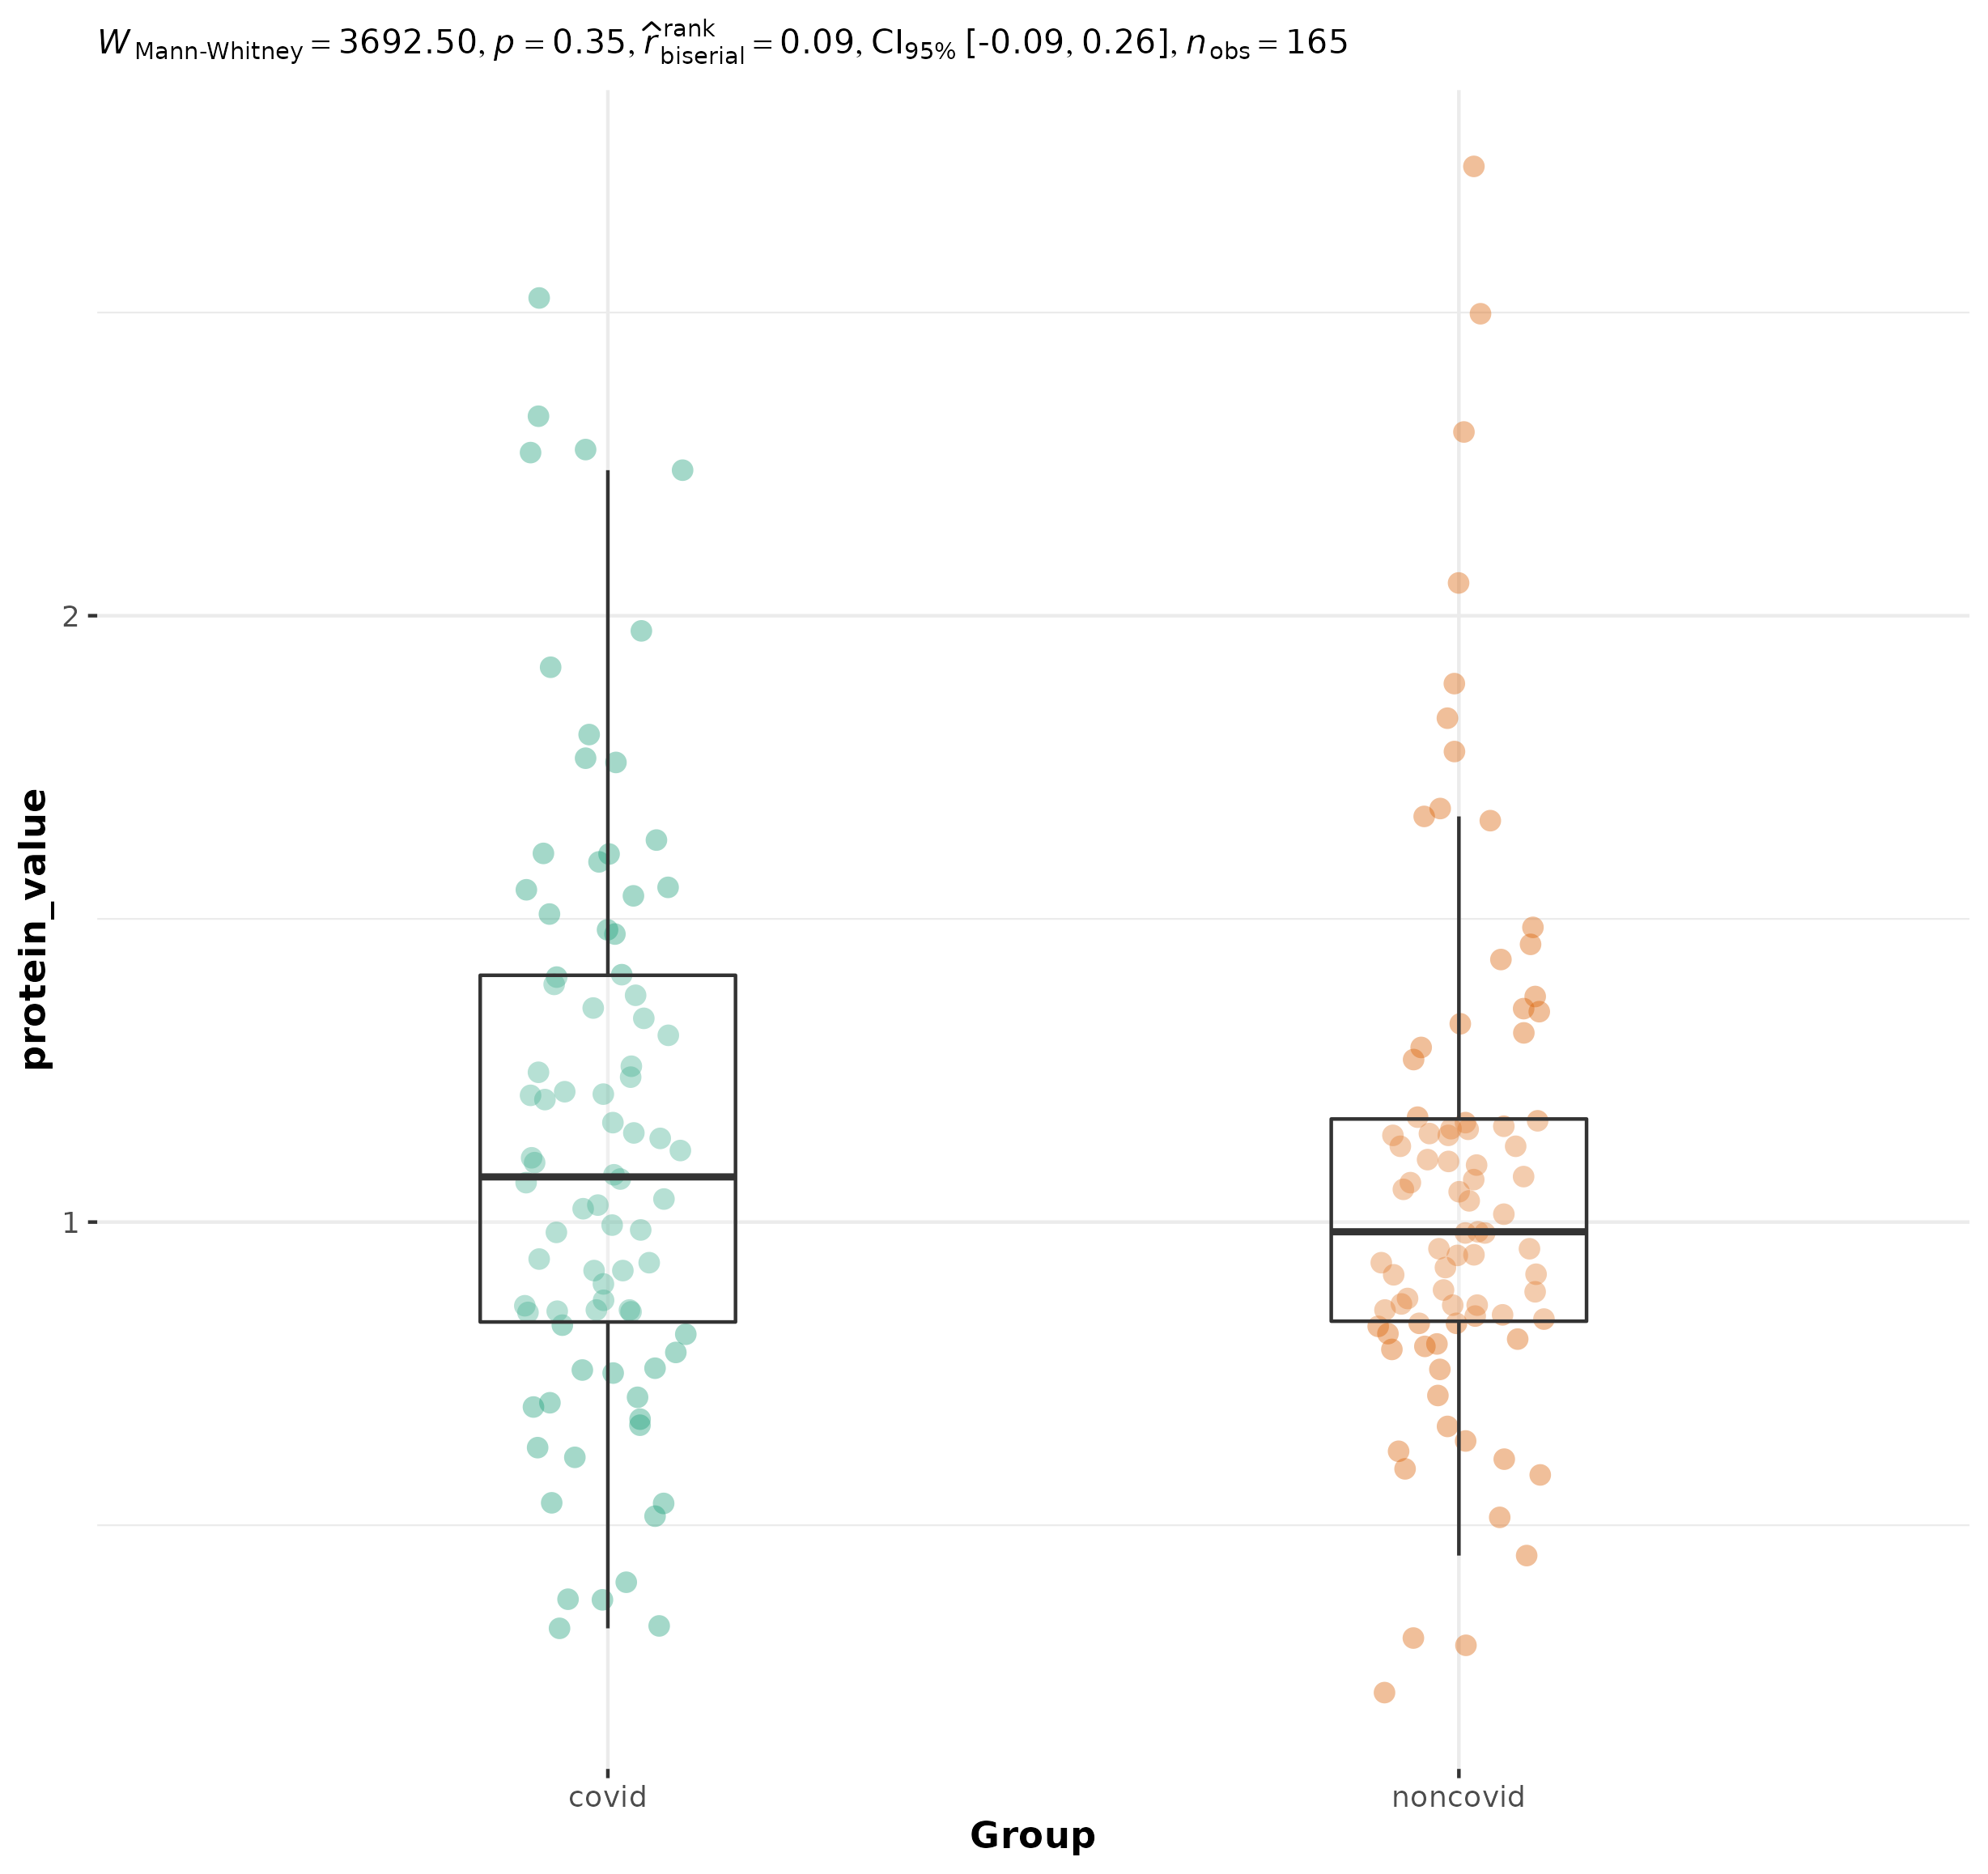 W Mann-Whitney = 3692.50, p = 0.35, r̂ rank biserial = 0.09, CI95% [-0.09, 0.26], nobs = 165
protein_value
2
1
covid noncovid
Group